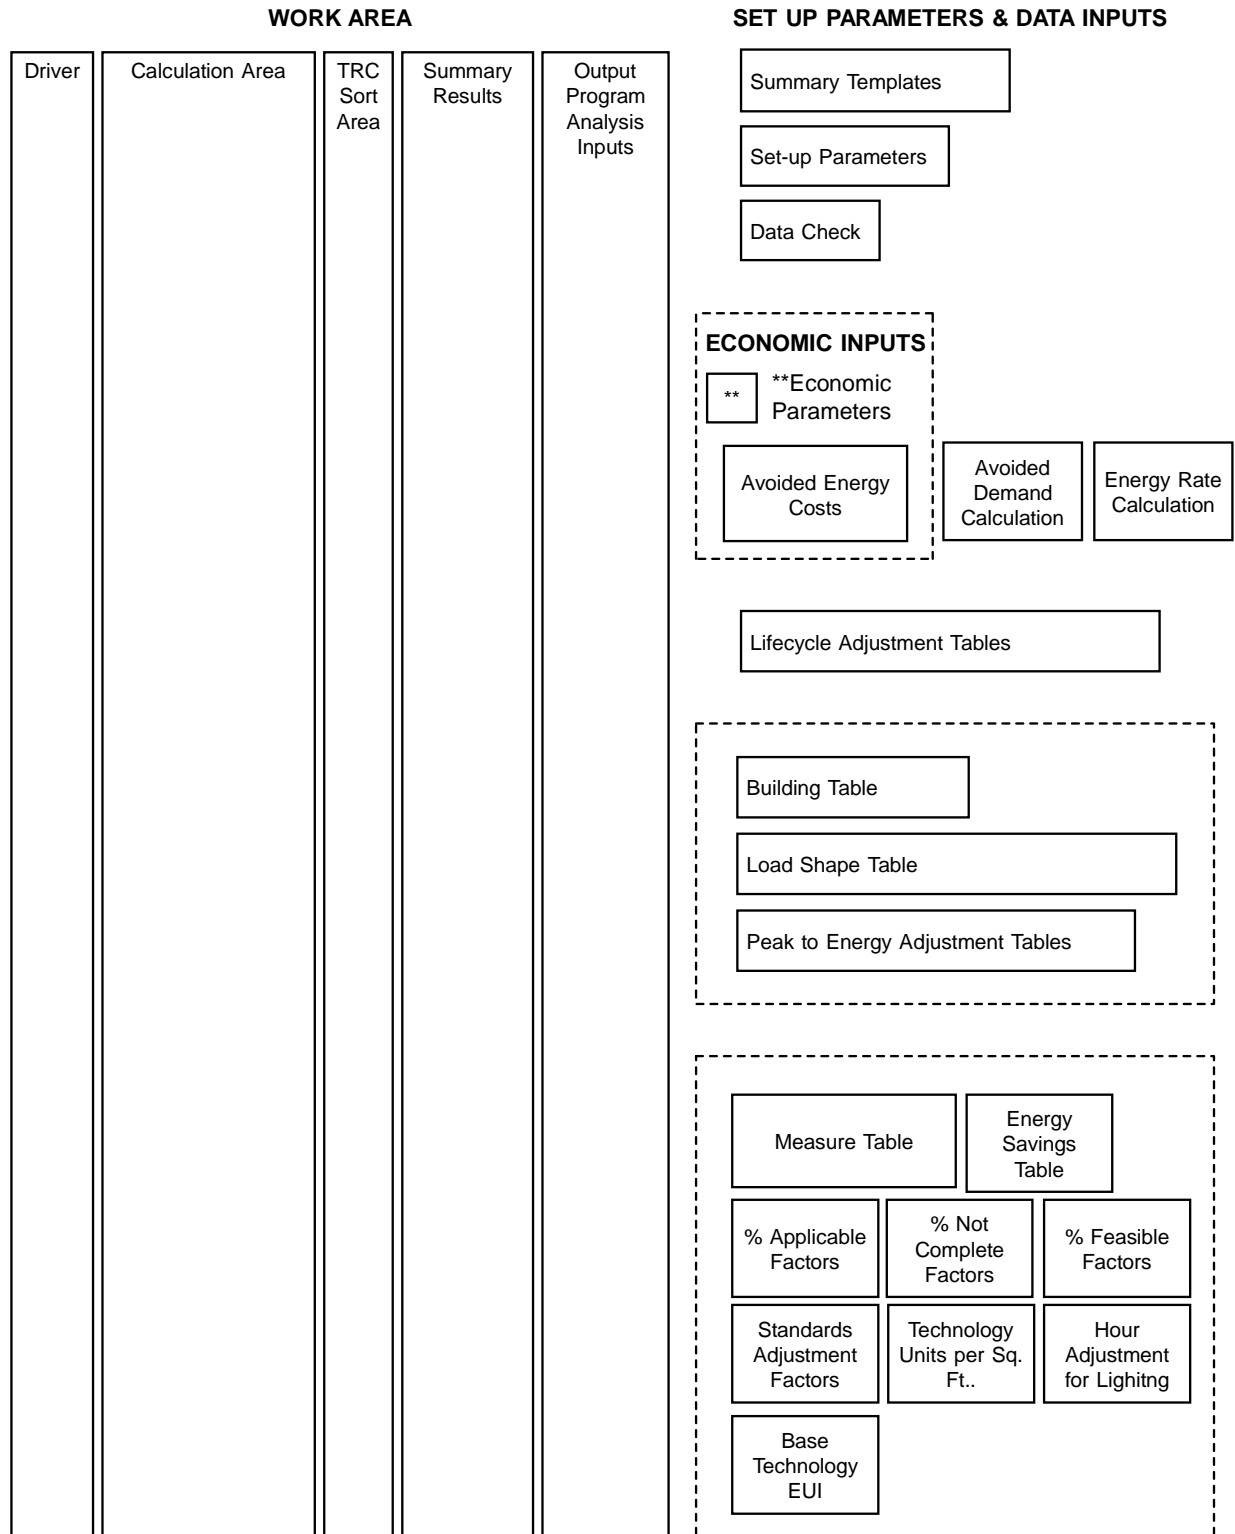 WORK AREA
SET UP PARAMETERS & DATA INPUTS
Driver
Calculation Area
TRC
Sort
Area
Summary
Results
Output
Program
Analysis
Inputs
Summary Templates
Set-up Parameters
Data Check
ECONOMIC INPUTS
**
**Economic
Parameters
Avoided Energy
Costs
Avoided
Demand
Calculation
Energy Rate
Calculation
Lifecycle Adjustment Tables
Building Table
Load Shape Table
Peak to Energy Adjustment Tables
Measure Table
Energy
Savings
Table
% Applicable
Factors
% Not
Complete
Factors
% Feasible
Factors
Standards
Adjustment
Factors
Technology
Units per Sq.
Ft..
Hour
Adjustment
for Lighitng
Base
Technology
EUI